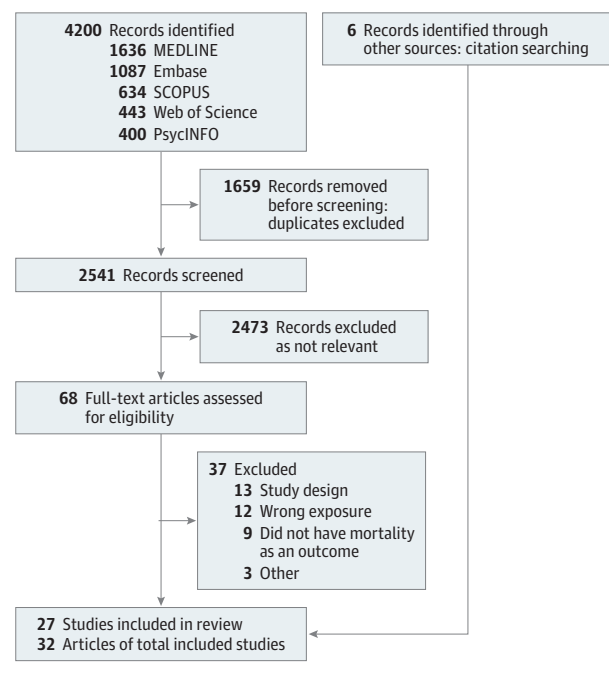 4200 Records identified
1636 MEDLINE
1087 Embase
634 SCOPUS
443 Web of Science
400 PsycINFO
6 Records identified through
other sources: citation searching
1659 Records removed
before screening:
duplicates excluded
2541 Records screened
2473 Records excluded
as not relevant
68 Full-text articles assessed
for eligibility
37 Excluded
13 Study design
12 Wrong exposure
9 Did not have mortality
as an outcome
3 Other
27 Studies included in review
32 Articles of total included studies